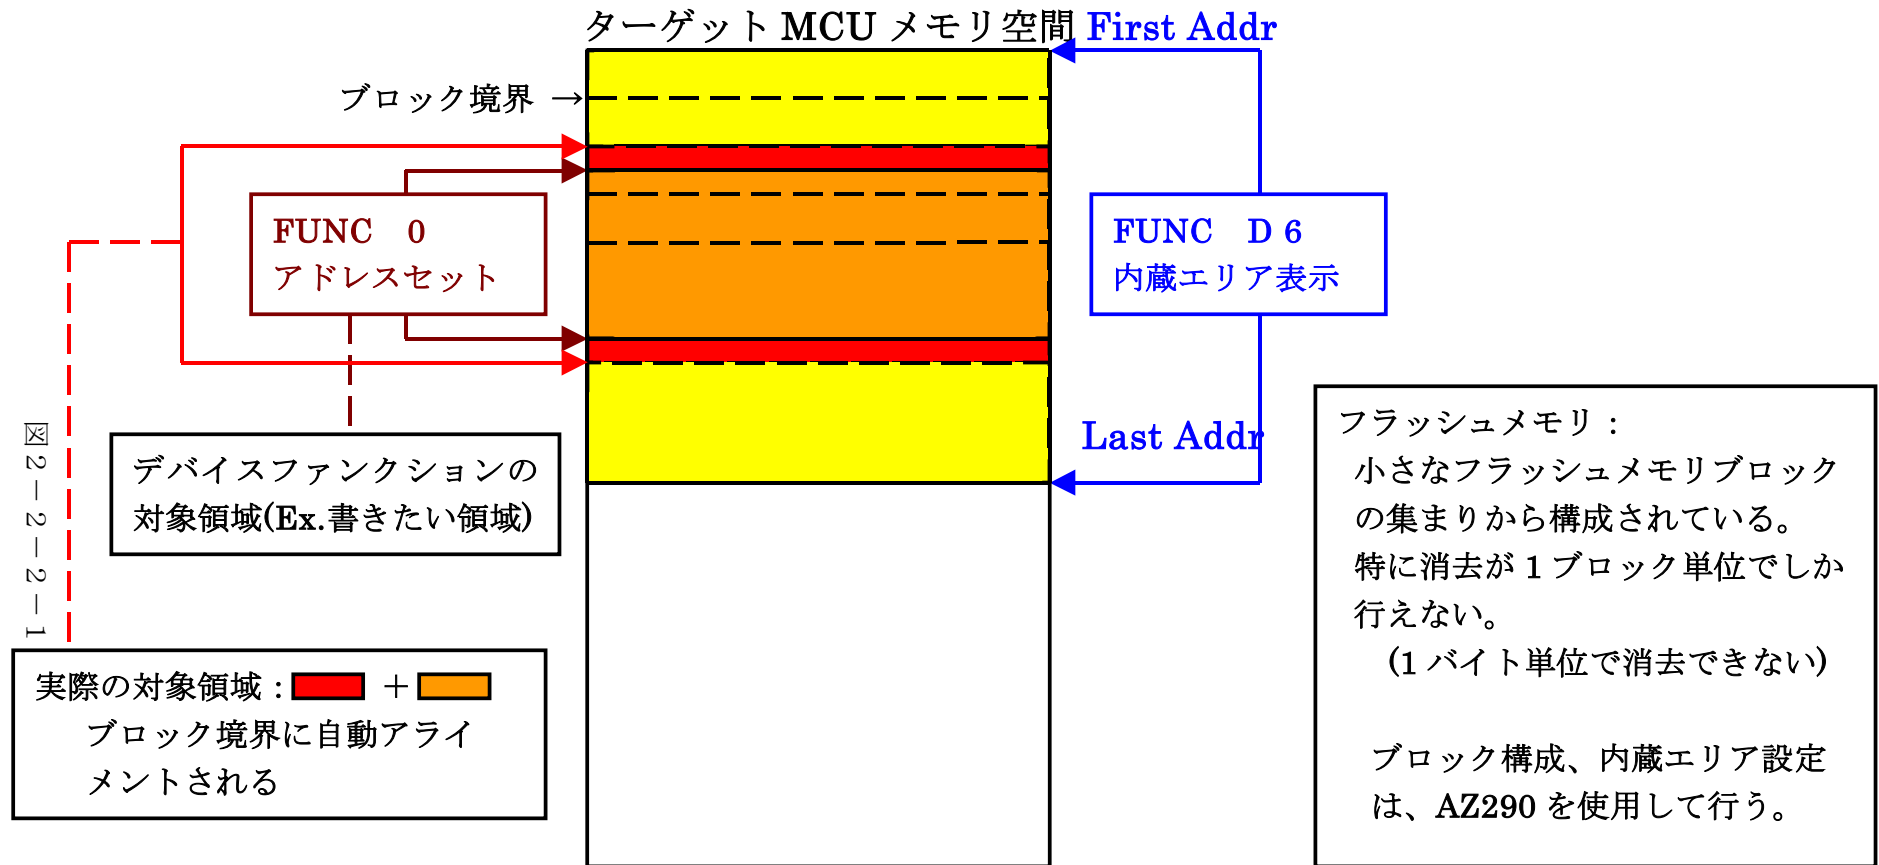 ターゲット MCU メモリ空間 First Addr
ブロック境界 →
FUNC 0
アドレスセット
FUNC D 6
内蔵エリア表示
Last Addr
デバイスファンクションの
対象領域(Ex.書きたい領域)
図2-2-2-1
実際の対象領域 : +
ブロック境界に自動アライ
メントされる
フラッシュメモリ :
小さなフラッシュメモリブロック
の集まりから構成されている。
特に消去が 1 ブロック単位でしか
行えない。
(1 バイト単位で消去できない)
ブロック構成、内蔵エリア設定
は、AZ290 を使用して行う。